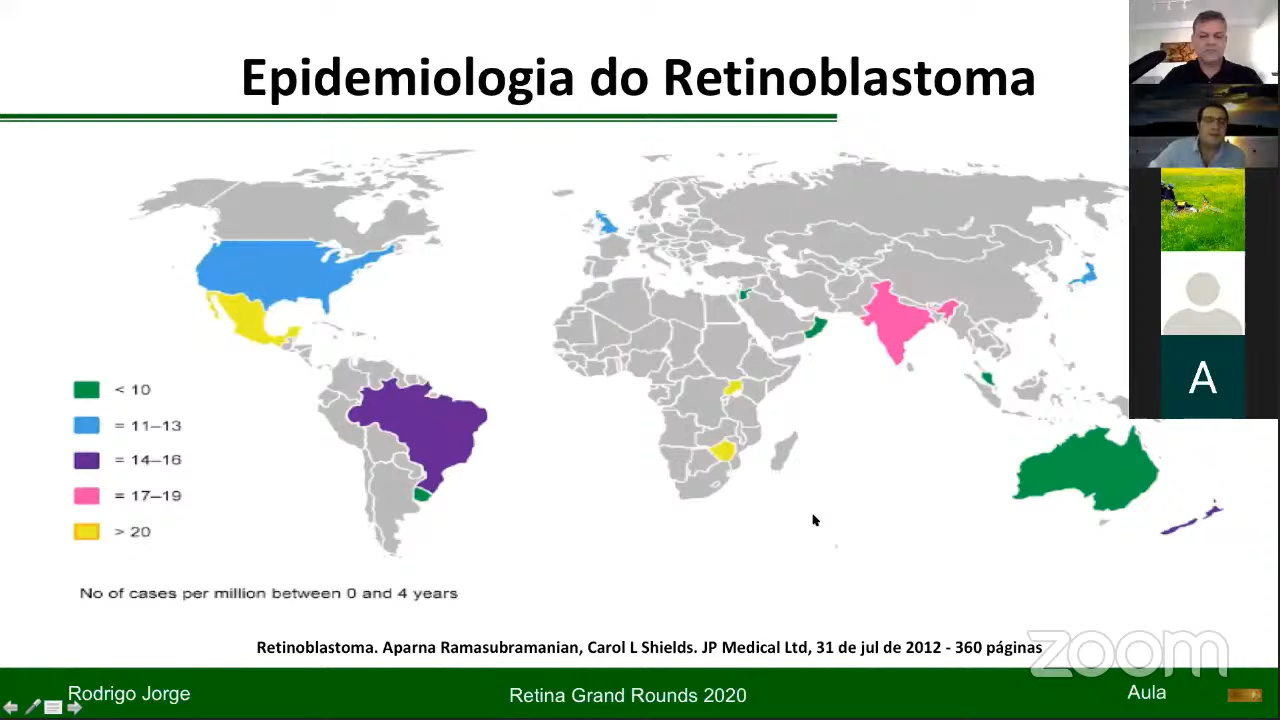 Epidemiologia do Retinoblastoma
< 10
= 11–13
= 14–16
= 17–19
> 20
No of cases per million between 0 and 4 years
Retinoblastoma. Aparna Ramasubramanian, Carol L Shields. JP Medical Ltd, 31 de jul de 2012 - 360 páginas
zoom
Rodrigo Jorge
Retina Grand Rounds 2020
Aula
A